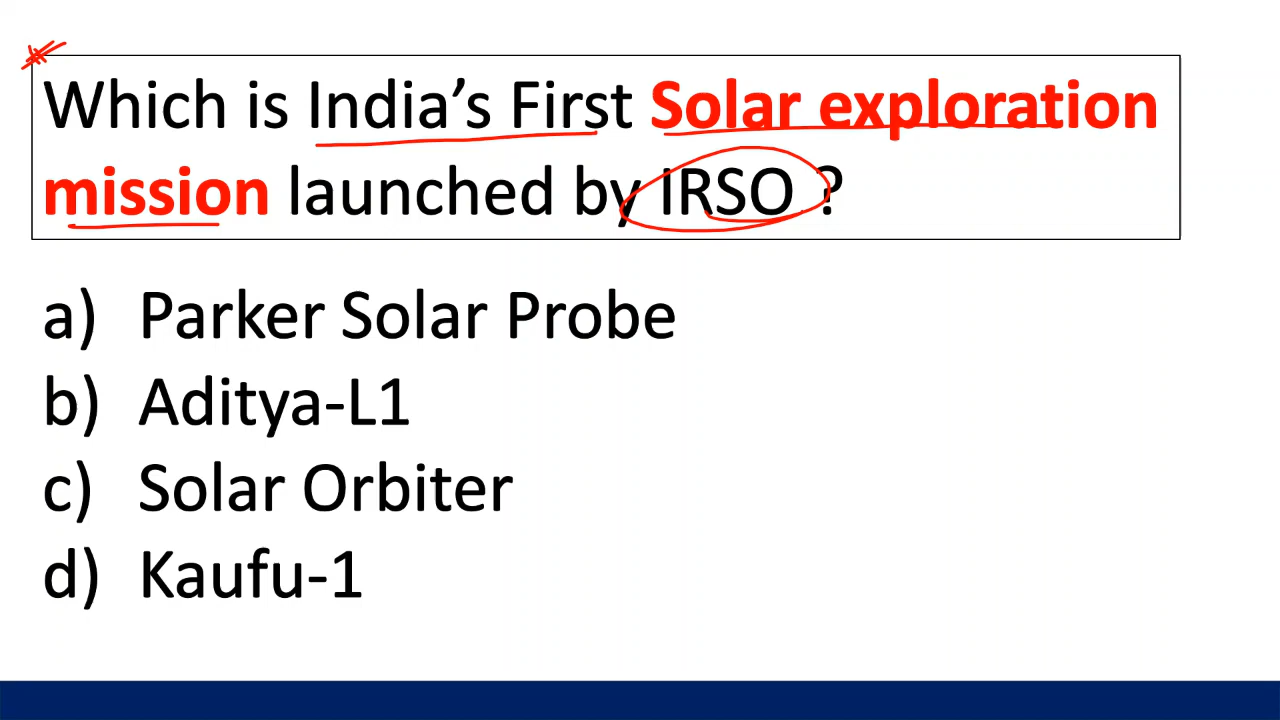 Which is India’s First Solar exploration
mission launched by IRSO ?
a) Parker Solar Probe
b) Aditya-L1
c) Solar Orbiter
d) Kaufu-1